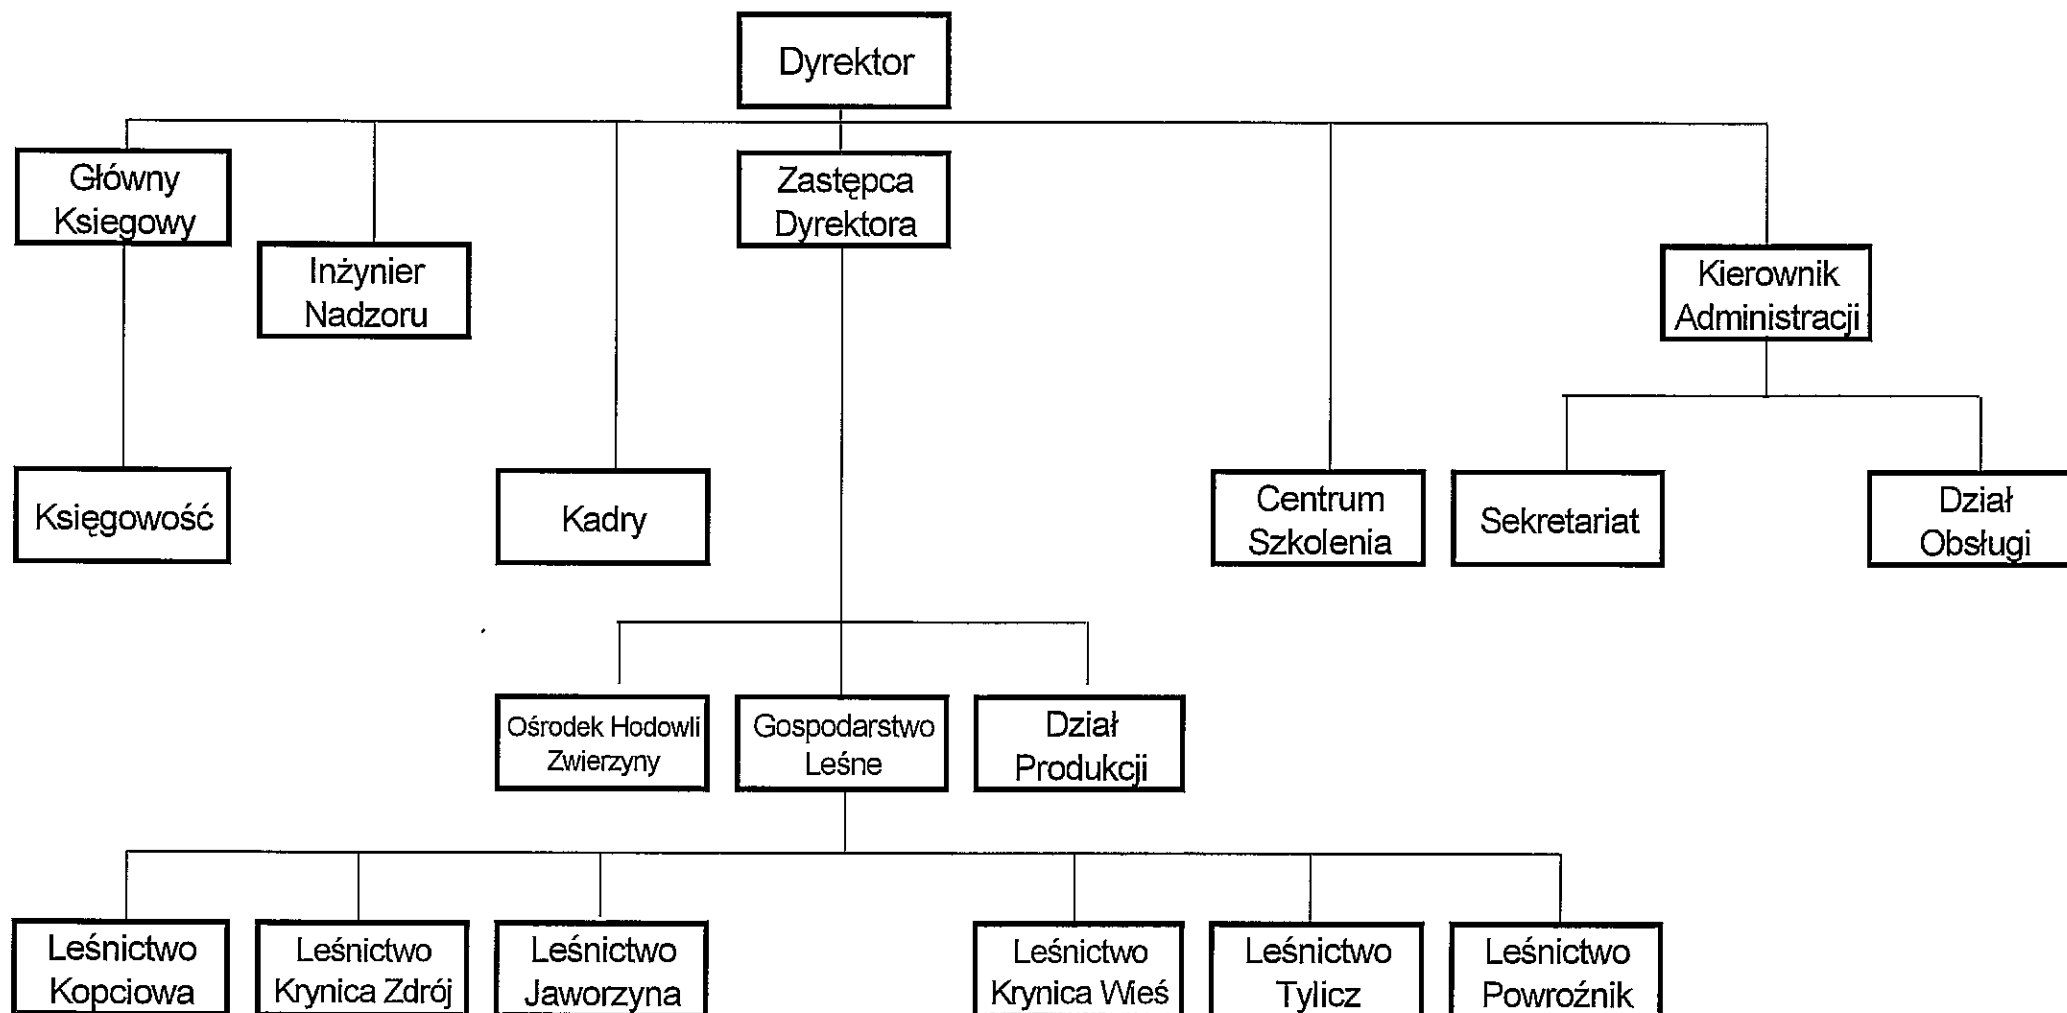 Dyrektor
Główny
Ksiegowy
Zastępca
Dyrektora
Inżynier
Nadzoru
Kierownik
Administracji
Księgowość
Kadry
Centrum
Szkolenia
Sekretariat
Dział
Obsługi
Ośrodek Hodowli
Zwierzyny
Gospodarstwo
Leśne
Dział
Produkcji
Leśnictwo
Kopciowa
Leśnictwo
Krynica Zdrój
Leśnictwo
Jaworzyna
Leśnictwo
Krynica Wieś
Leśnictwo
Tylicz
Leśnictwo
Powroźnik